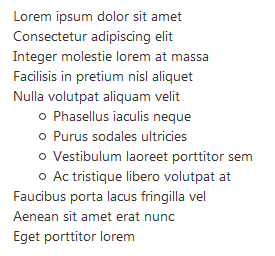 Lorem ipsum dolor sit amet
Consectetur adipiscing elit
Integer molestie lorem at massa
Facilisis in pretium nisl aliquet
Nulla volutpat aliquam velit
Phasellus iaculis neque
Purus sodales ultricies
Vestibulum laoreet porttitor sem
Ac tristique libero volutpat at
Faucibus porta lacus fringilla vel
Aenean sit amet erat nunc
Eget porttitor lorem